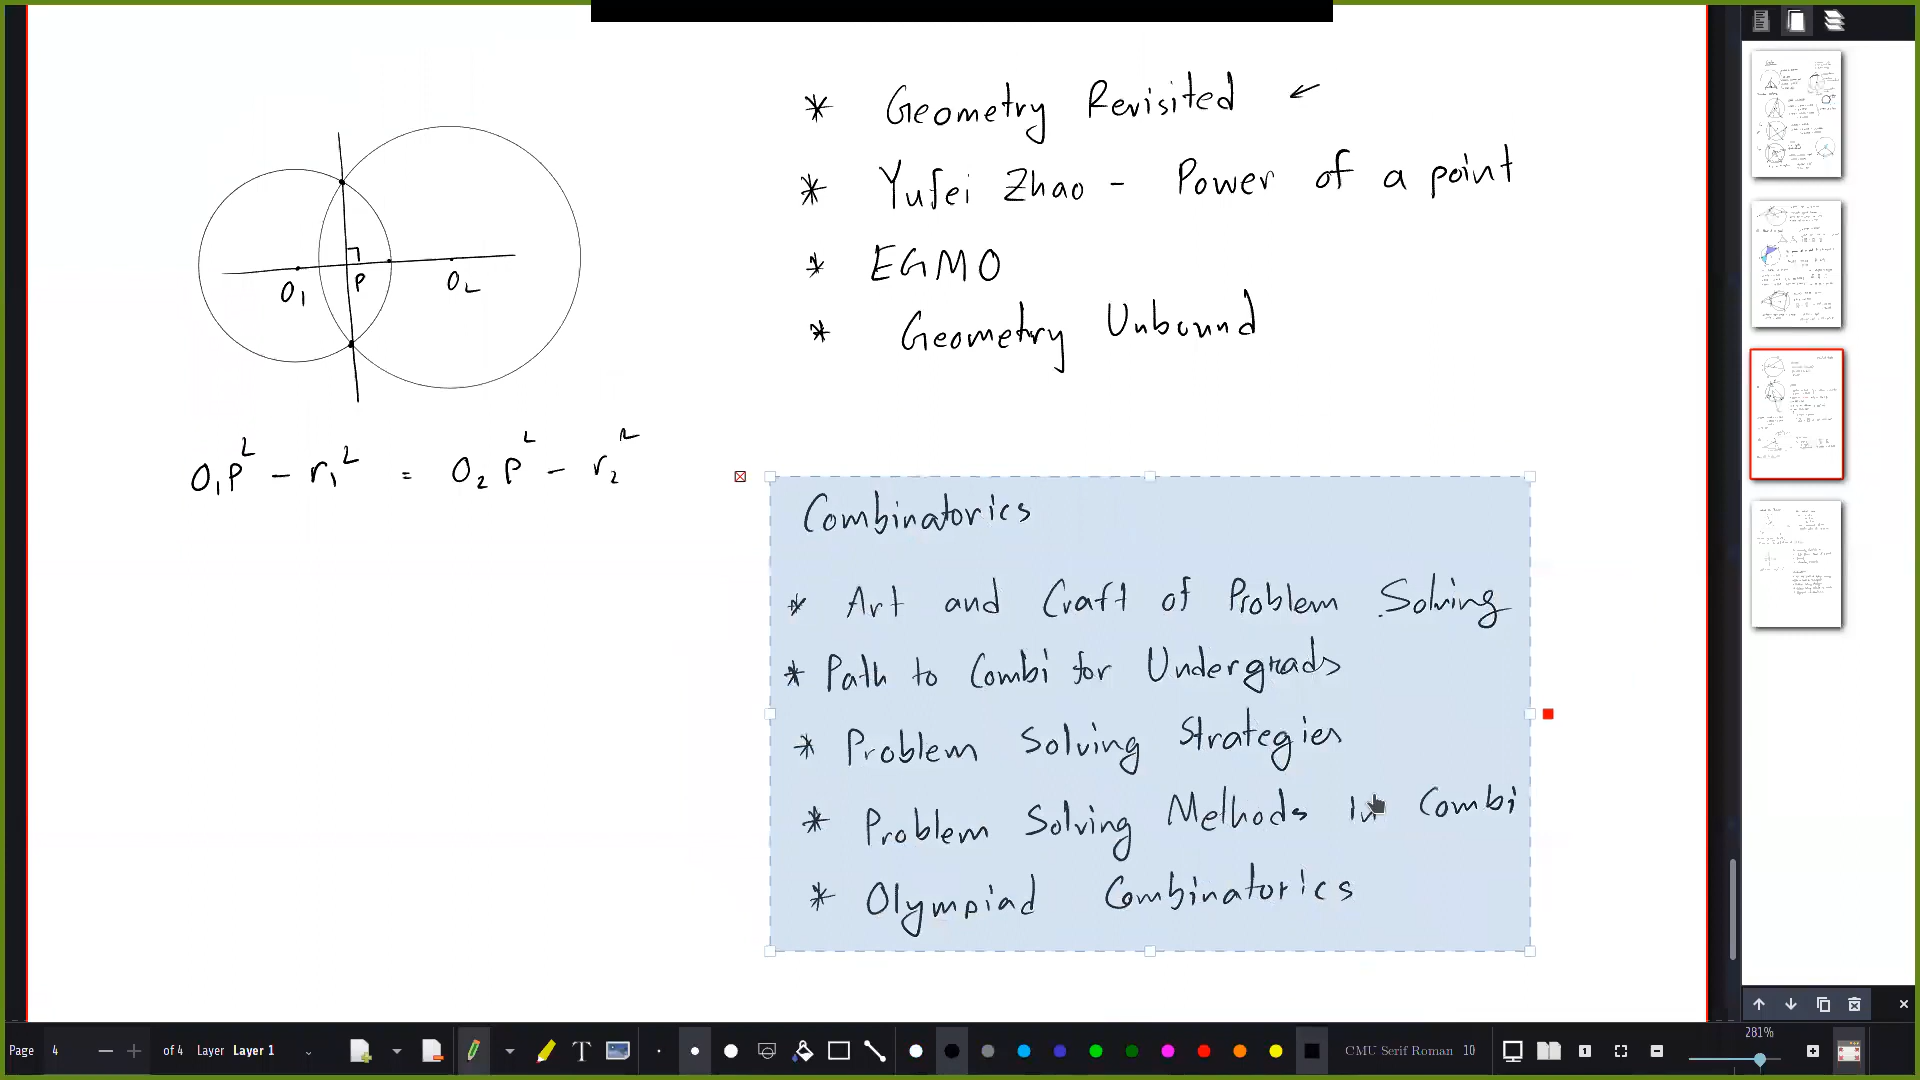 * Geometry Revisited ←
* Yufei Zhao - Power of a point
* EGMO
* Geometry Unbound
O₁ P O₂
O₁P² - r₁² = O₂P² - r₂²
Combinatorics
* Art and Craft of Problem Solving
* Path to Combi for Undergrads
* Problem Solving Strategies
* Problem Solving Methods in Combi
* Olympiad Combinatorics
281%
Page 4 of 4 Layer Layer 1 T CMU Serif Roman 10 1